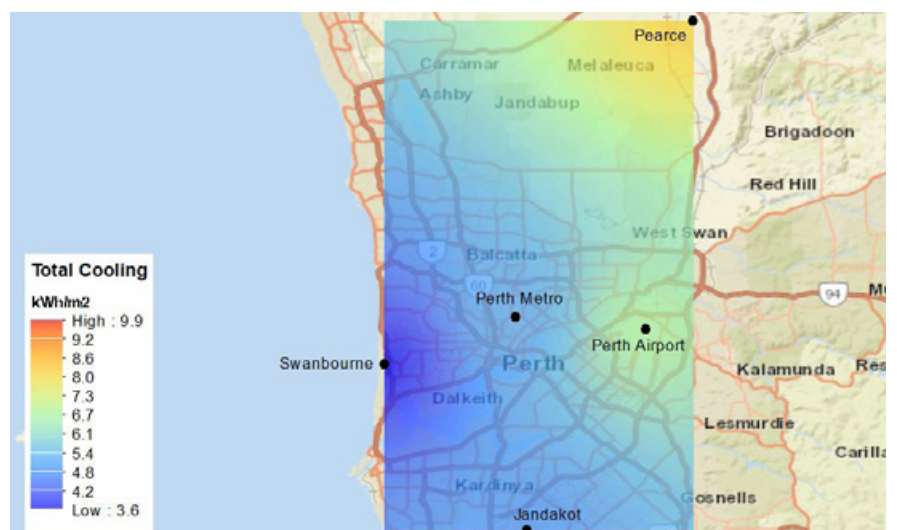 Pearce
Carramar
Melaleuca
Ashby
Jandabup
Brigadoon
Red Hill
West Swan
2
Balcatta
60
Perth Metro
94
Perth Airport
Swanbourne
Perth
Kalamunda
Dalkeith
Lesmurdie
Carilla
Kardinya
Gosnells
Jandakot
Total Cooling
kWh/m2
High : 9.9
9.2
8.6
8.0
7.3
6.7
6.1
5.4
4.8
4.2
Low : 3.6